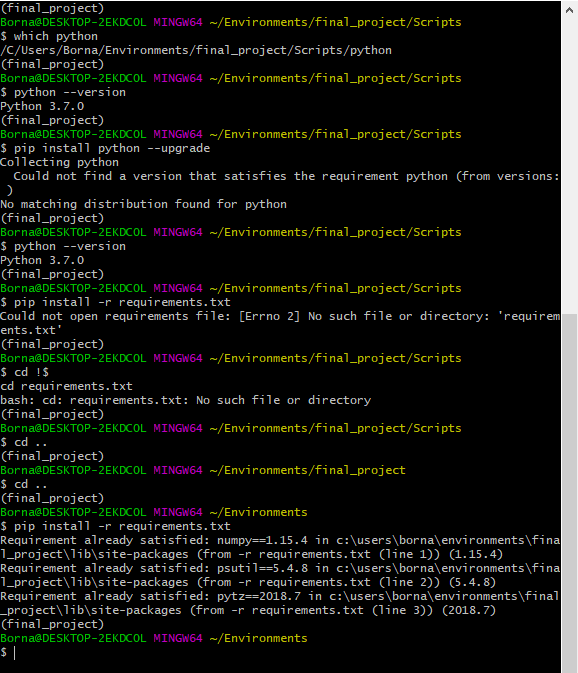 (final_project)
Borna@DESKTOP-2EKDCOL MINGW64 ~/Environments/final_project/Scripts
$ which python
/C/Users/Borna/Environments/final_project/Scripts/python
(final_project)
Borna@DESKTOP-2EKDCOL MINGW64 ~/Environments/final_project/Scripts
$ python --version
Python 3.7.0
(final_project)
Borna@DESKTOP-2EKDCOL MINGW64 ~/Environments/final_project/Scripts
$ pip install python --upgrade
Collecting python
  Could not find a version that satisfies the requirement python (from versions:
 )
No matching distribution found for python
(final_project)
Borna@DESKTOP-2EKDCOL MINGW64 ~/Environments/final_project/Scripts
$ python --version
Python 3.7.0
(final_project)
Borna@DESKTOP-2EKDCOL MINGW64 ~/Environments/final_project/Scripts
$ pip install -r requirements.txt
Could not open requirements file: [Errno 2] No such file or directory: 'requirem
ents.txt'
(final_project)
Borna@DESKTOP-2EKDCOL MINGW64 ~/Environments/final_project/Scripts
$ cd !$
cd requirements.txt
bash: cd: requirements.txt: No such file or directory
(final_project)
Borna@DESKTOP-2EKDCOL MINGW64 ~/Environments/final_project/Scripts
$ cd ..
(final_project)
Borna@DESKTOP-2EKDCOL MINGW64 ~/Environments/final_project
$ cd ..
(final_project)
Borna@DESKTOP-2EKDCOL MINGW64 ~/Environments
$ pip install -r requirements.txt
Requirement already satisfied: numpy==1.15.4 in c:\users\borna\environments\fina
l_project\lib\site-packages (from -r requirements.txt (line 1)) (1.15.4)
Requirement already satisfied: psutil==5.4.8 in c:\users\borna\environments\fina
l_project\lib\site-packages (from -r requirements.txt (line 2)) (5.4.8)
Requirement already satisfied: pytz==2018.7 in c:\users\borna\environments\final
_project\lib\site-packages (from -r requirements.txt (line 3)) (2018.7)
(final_project)
Borna@DESKTOP-2EKDCOL MINGW64 ~/Environments
$